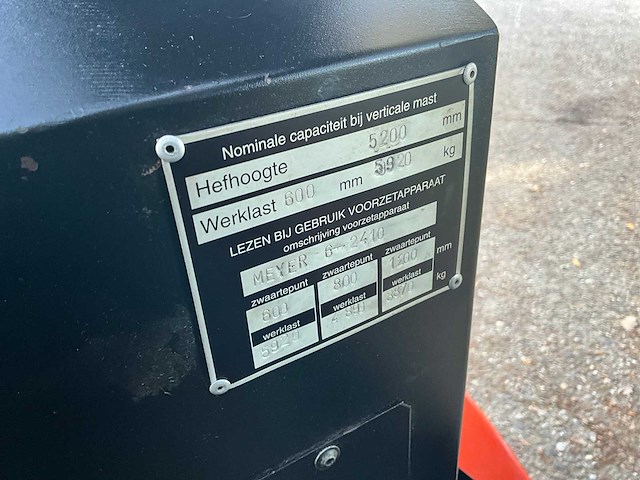 Nominale capaciteit bij verticale mast
Hefhoogte 5200 mm
Werklast 600 mm 5920 kg
LEZEN BIJ GEBRUIK VOORZETAPPARAAT
omschrijving voorzetapparaat
MEYER 6-2410
zwaartepunt zwaartepunt zwaartepunt
600 800 1200 mm
werklast werklast werklast
5920 kg